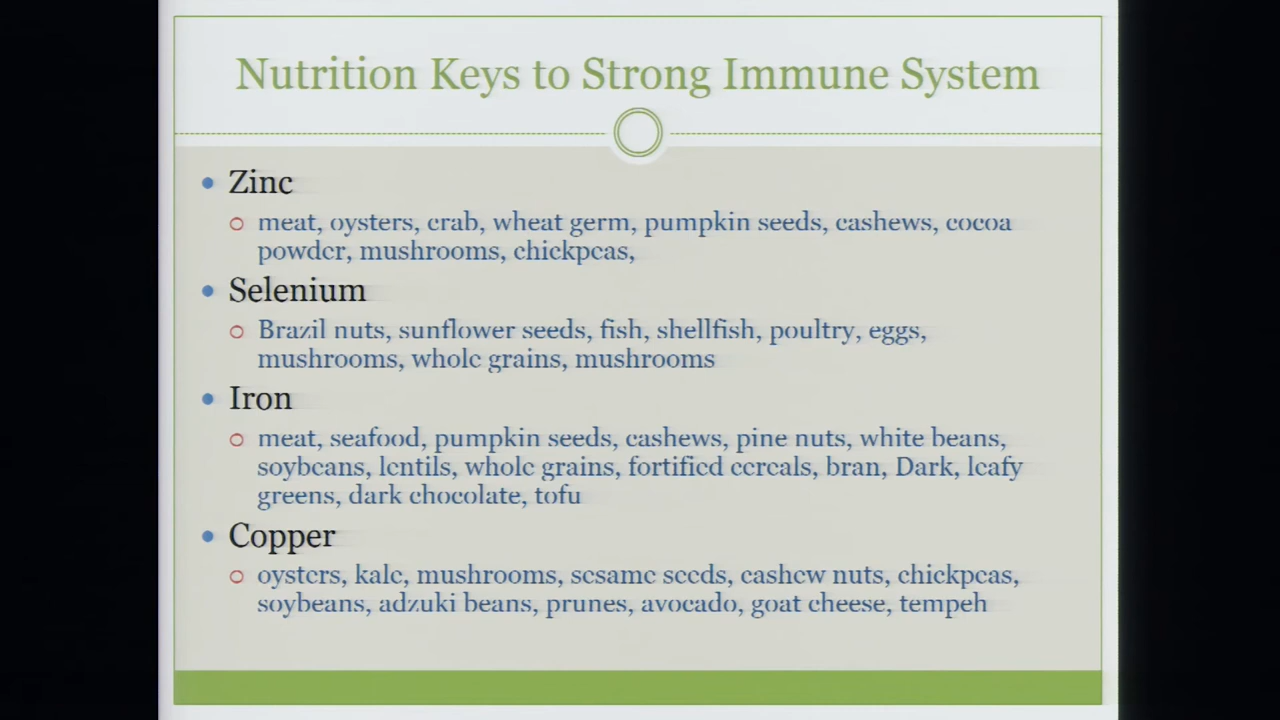 Nutrition Keys to Strong Immune System
Zinc
meat, oysters, crab, wheat germ, pumpkin seeds, cashews, cocoa
powder, mushrooms, chickpeas,
Selenium
Brazil nuts, sunflower seeds, fish, shellfish, poultry, eggs,
mushrooms, whole grains, mushrooms
Iron
meat, seafood, pumpkin seeds, cashews, pine nuts, white beans,
soybeans, lentils, whole grains, fortified cereals, bran, Dark, leafy
greens, dark chocolate, tofu
Copper
oysters, kale, mushrooms, sesame seeds, cashew nuts, chickpeas,
soybeans, adzuki beans, prunes, avocado, goat cheese, tempeh